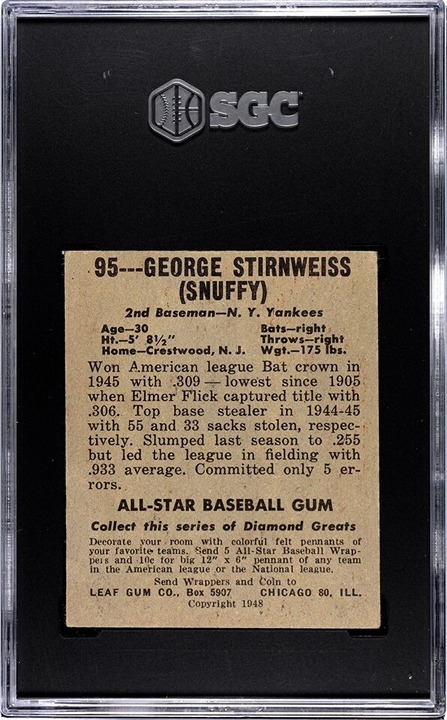 SGC
95---GEORGE STIRNWEISS
(SNUFFY)
2nd Baseman—N. Y. Yankees
Age—30 Bats—right
Ht.—5' 8½" Throws—right
Home—Crestwood, N. J. Wgt.—175 lbs.
Won American league Bat crown in
1945 with .309 — lowest since 1905
when Elmer Flick captured title with
.306. Top base stealer in 1944-45
with 55 and 33 sacks stolen, respec-
tively. Slumped last season to .255
but led the league in fielding with
.933 average. Committed only 5 er-
rors.
ALL-STAR BASEBALL GUM
Collect this series of Diamond Greats
Decorate your room with colorful felt pennants of
your favorite teams. Send 5 All-Star Baseball Wrap-
pers and 10c for big 12" x 6" pennant of any team
in the American league or the National league.
Send Wrappers and Coin to
LEAF GUM CO., Box 5907 CHICAGO 80, ILL.
Copyright 1948